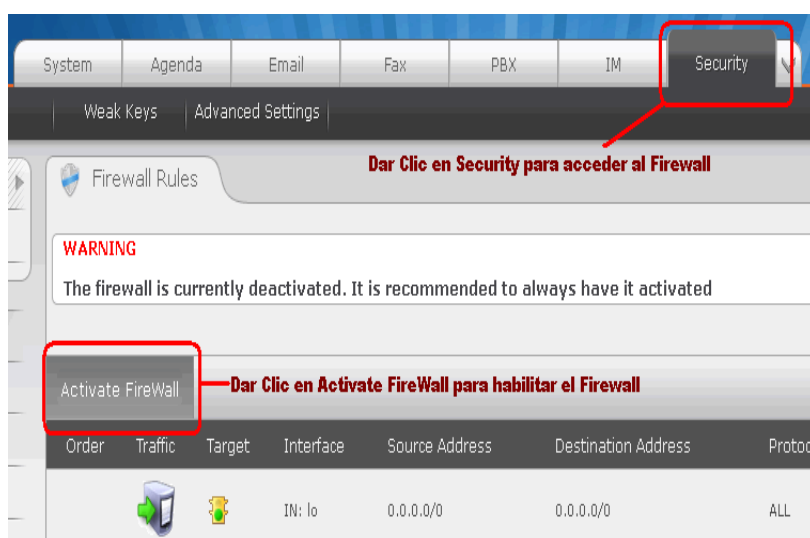 System Agenda Email Fax PBX IM Security
Weak Keys Advanced Settings
Dar Clic en Security para acceder al Firewall
Firewall Rules
WARNING
The firewall is currently deactivated. It is recommended to always have it activated
Activate FireWall
Dar Clic en Activate FireWall para habilitar el Firewall
Order Traffic Target Interface Source Address Destination Address Protoc
IN: lo 0.0.0.0/0 0.0.0.0/0 ALL